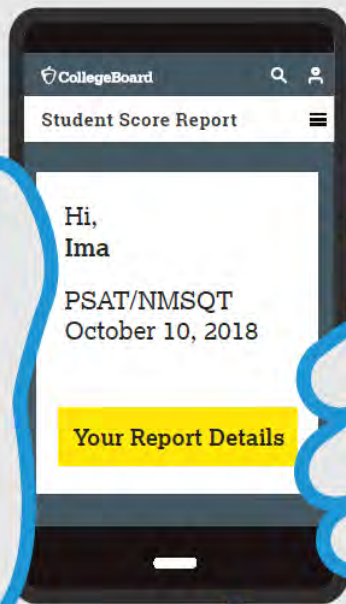 CollegeBoard
Student Score Report
Hi,
Ima
PSAT/NMSQT
October 10, 2018
Your Report Details